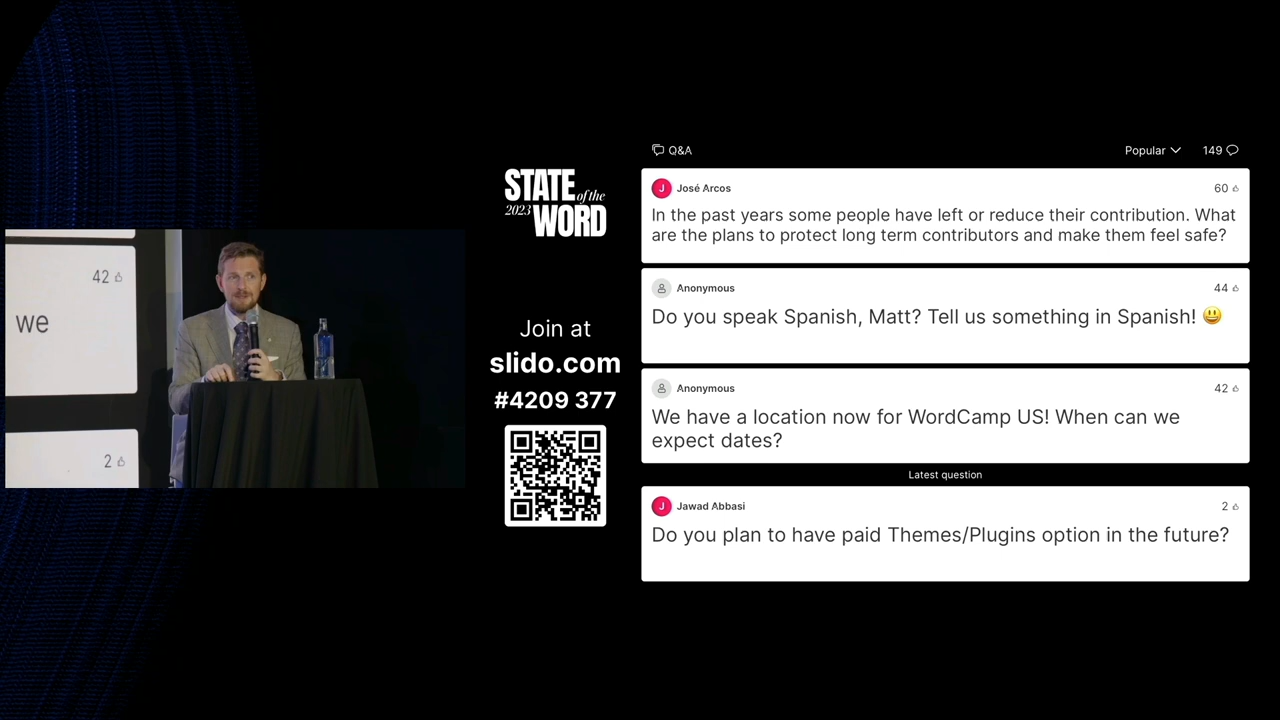 42
we
2
STATE
of the
2023
WORD
Join at
slido.com
#4209 377
Q&A
Popular
149
José Arcos
60
In the past years some people have left or reduce their contribution. What
are the plans to protect long term contributors and make them feel safe?
Anonymous
44
Do you speak Spanish, Matt? Tell us something in Spanish! 😃
Anonymous
42
We have a location now for WordCamp US! When can we
expect dates?
Latest question
J
Jawad Abbasi
2
Do you plan to have paid Themes/Plugins option in the future?